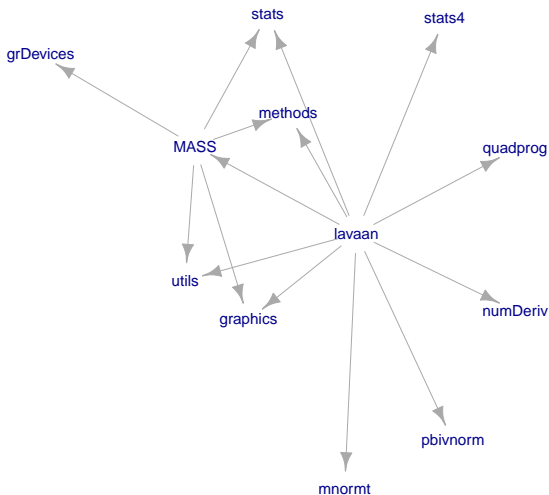 stats
stats4
grDevices
methods
MASS
quadprog
lavaan
utils
graphics
numDeriv
pbivnorm
mnormt